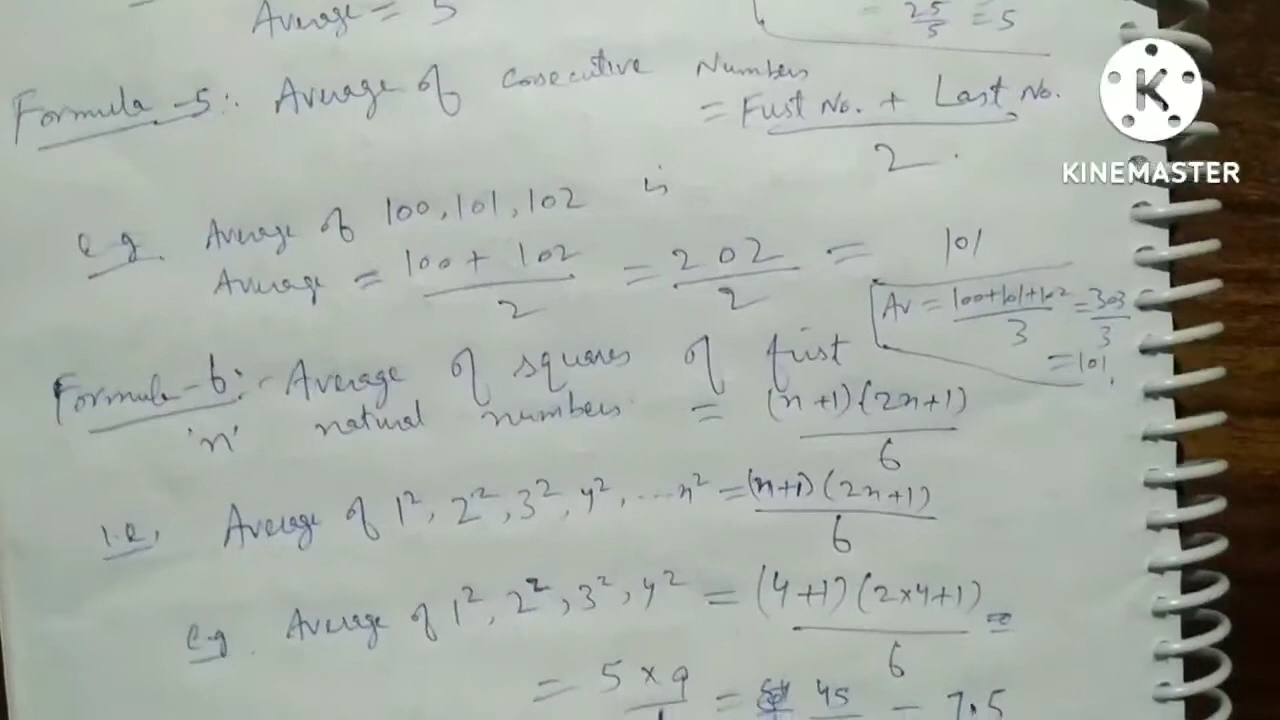 Average = 5
= 25/5 = 5
Formula -5:. Average of Cosecutive Numbers
= First No. + Last No. / 2.
K
KINEMASTER
e.g. Average of 100, 101, 102 is
Average = 100 + 102 / 2 = 202 / 2 = 101
Av = 100+101+102 / 3 = 303 / 3
= 101.
Formula -6:- Average of squares of first
'n' natural numbers = (n+1)(2n+1) / 6
i.e. Average of 1², 2², 3², 4², ...n² = (n+1)(2n+1) / 6
e.g. Average of 1², 2², 3², 4² = (4+1)(2×4+1) / 6 =
= 5 × 9 = 45 = 7.5